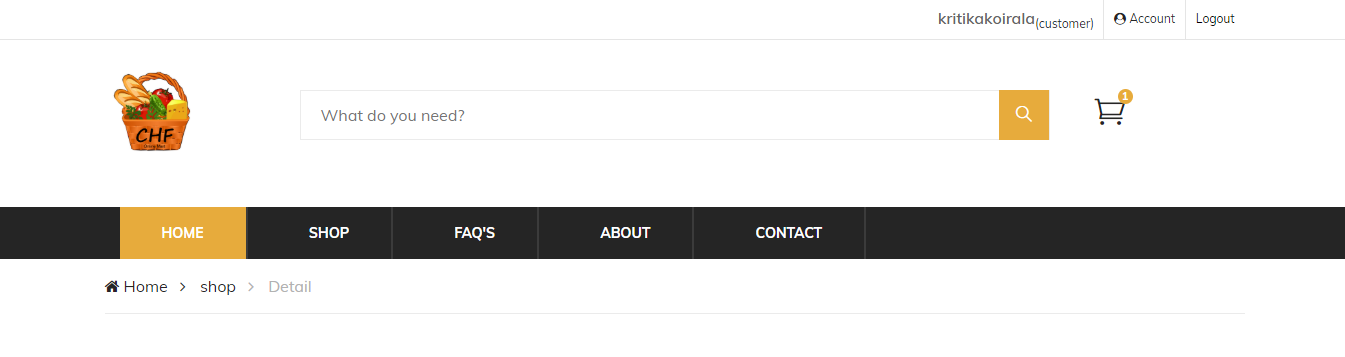 kritikakoirala(customer) Account Logout
CHF
What do you need?
1
HOME SHOP FAQ'S ABOUT CONTACT
Home > shop > Detail